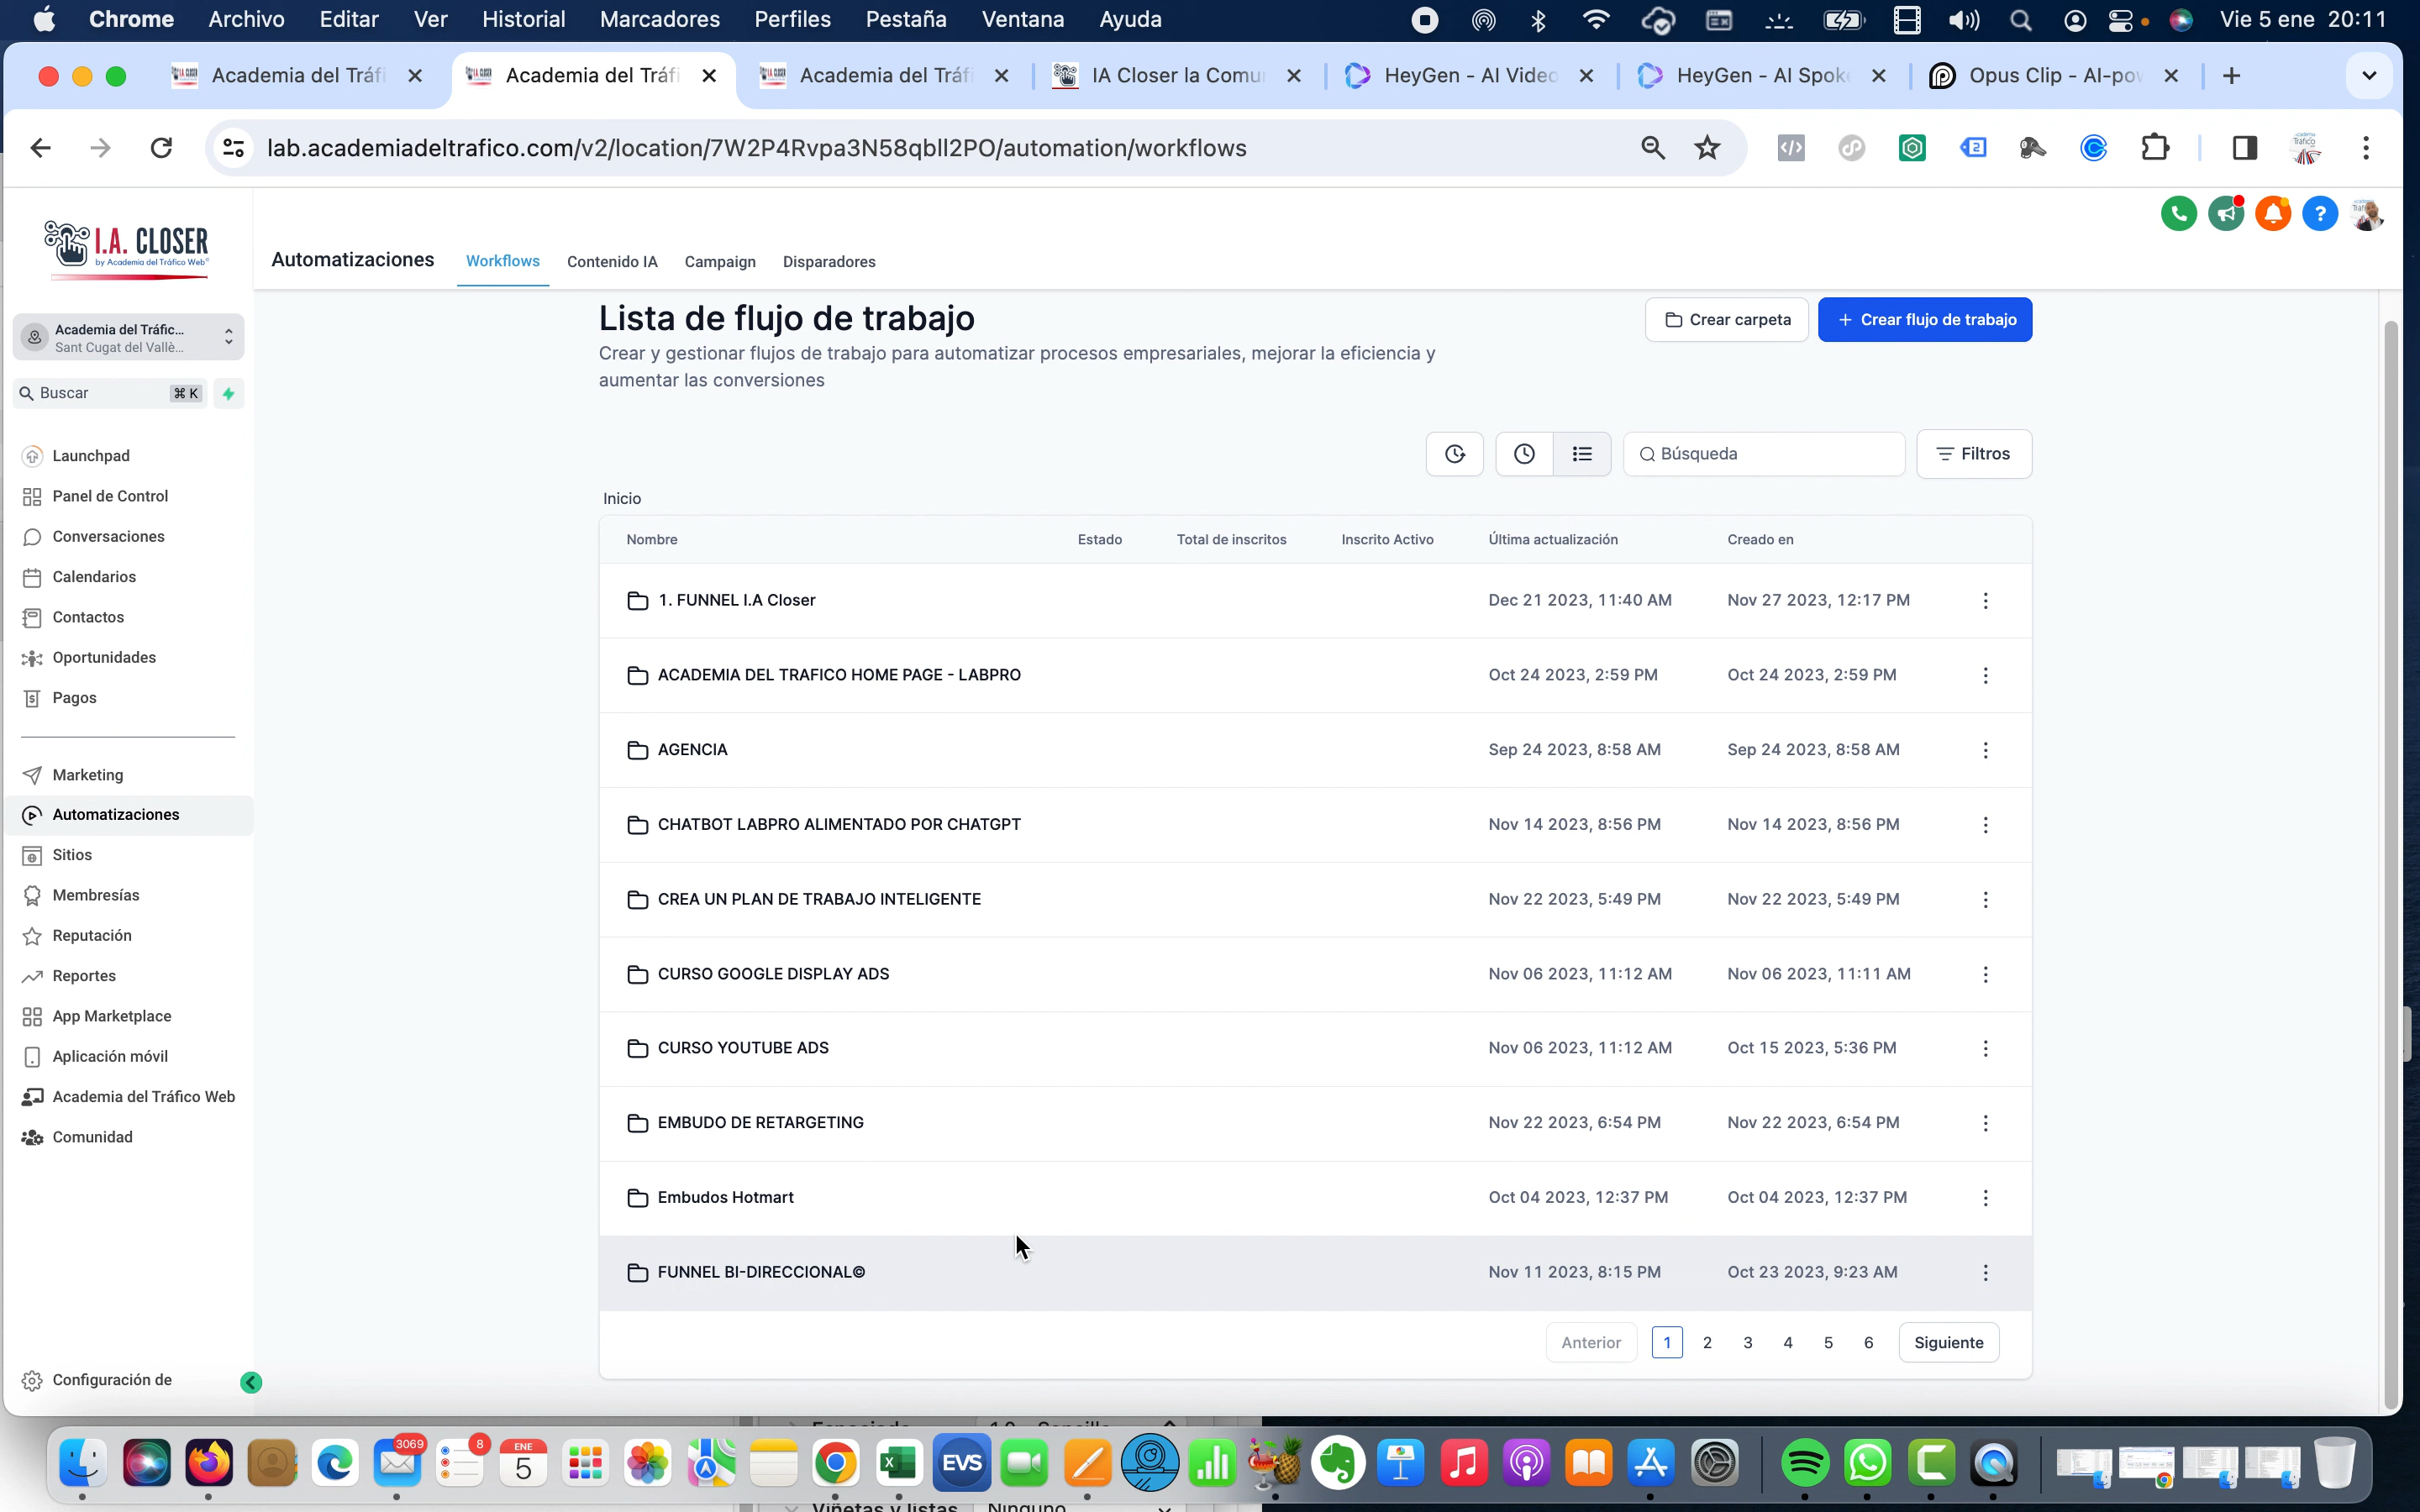 Chrome Archivo Editar Ver Historial Marcadores Perfiles Pestaña Ventana Ayuda Vie 5 ene 20:11
Academia del Tráfi Academia del Tráfi Academia del Tráfi IA Closer la Comu HeyGen - AI Video HeyGen - AI Spok Opus Clip - AI-po
lab.academiadeltrafico.com/v2/location/7W2P4Rvpa3N58qbll2PO/automation/workflows
I.A. CLOSER
by Academia del Tráfico Web
Automatizaciones Workflows Contenido IA Campaign Disparadores
Academia del Tráfic...
Sant Cugat del Vallè...
Buscar ⌘ K
Launchpad
Panel de Control
Conversaciones
Calendarios
Contactos
Oportunidades
Pagos
Marketing
Automatizaciones
Sitios
Membresías
Reputación
Reportes
App Marketplace
Aplicación móvil
Academia del Tráfico Web
Comunidad
Configuración de
Lista de flujo de trabajo
Crear y gestionar flujos de trabajo para automatizar procesos empresariales, mejorar la eficiencia y
aumentar las conversiones
Crear carpeta
+ Crear flujo de trabajo
Búsqueda
Filtros
Inicio
Nombre Estado Total de inscritos Inscrito Activo Última actualización Creado en
1. FUNNEL I.A Closer Dec 21 2023, 11:40 AM Nov 27 2023, 12:17 PM
ACADEMIA DEL TRAFICO HOME PAGE - LABPRO Oct 24 2023, 2:59 PM Oct 24 2023, 2:59 PM
AGENCIA Sep 24 2023, 8:58 AM Sep 24 2023, 8:58 AM
CHATBOT LABPRO ALIMENTADO POR CHATGPT Nov 14 2023, 8:56 PM Nov 14 2023, 8:56 PM
CREA UN PLAN DE TRABAJO INTELIGENTE Nov 22 2023, 5:49 PM Nov 22 2023, 5:49 PM
CURSO GOOGLE DISPLAY ADS Nov 06 2023, 11:12 AM Nov 06 2023, 11:11 AM
CURSO YOUTUBE ADS Nov 06 2023, 11:12 AM Oct 15 2023, 5:36 PM
EMBUDO DE RETARGETING Nov 22 2023, 6:54 PM Nov 22 2023, 6:54 PM
Embudos Hotmart Oct 04 2023, 12:37 PM Oct 04 2023, 12:37 PM
FUNNEL BI-DIRECCIONAL© Nov 11 2023, 8:15 PM Oct 23 2023, 9:23 AM
Anterior 1 2 3 4 5 6 Siguiente
3069 8 ENE
5
EVS
Viñetas y listas Ninguno